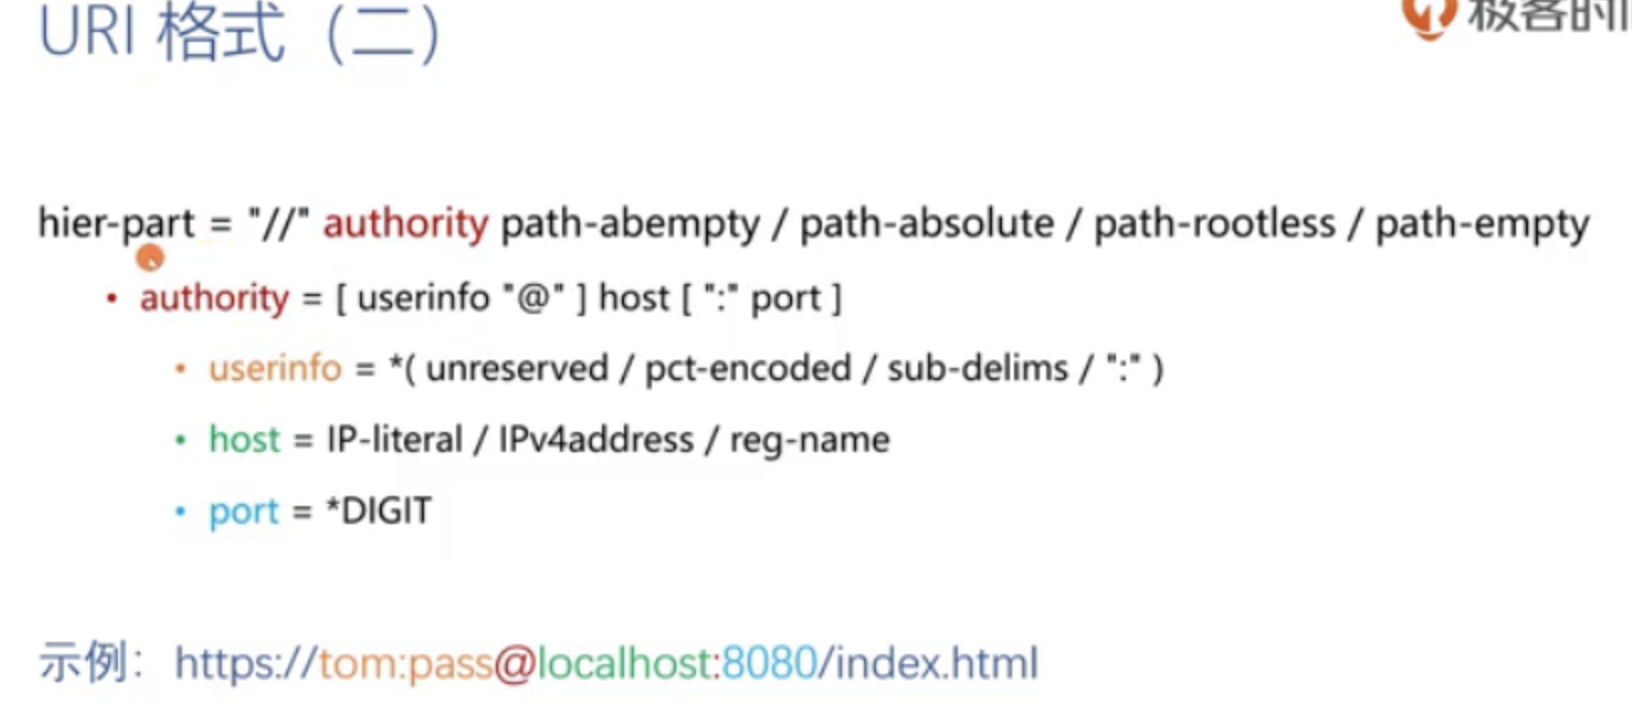 URI 格式（二）
极客时
hier-part = "//" authority path-abempty / path-absolute / path-rootless / path-empty
• authority = [ userinfo "@" ] host [ ":" port ]
• userinfo = *( unreserved / pct-encoded / sub-delims / ":" )
• host = IP-literal / IPv4address / reg-name
• port = *DIGIT
示例： https://tom:pass@localhost:8080/index.html